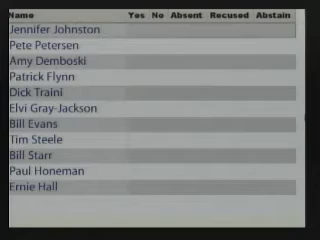 Name Yes No Absent Recused Abstain
Jennifer Johnston
Pete Petersen
Amy Demboski
Patrick Flynn
Dick Traini
Elvi Gray-Jackson
Bill Evans
Tim Steele
Bill Starr
Paul Honeman
Ernie Hall